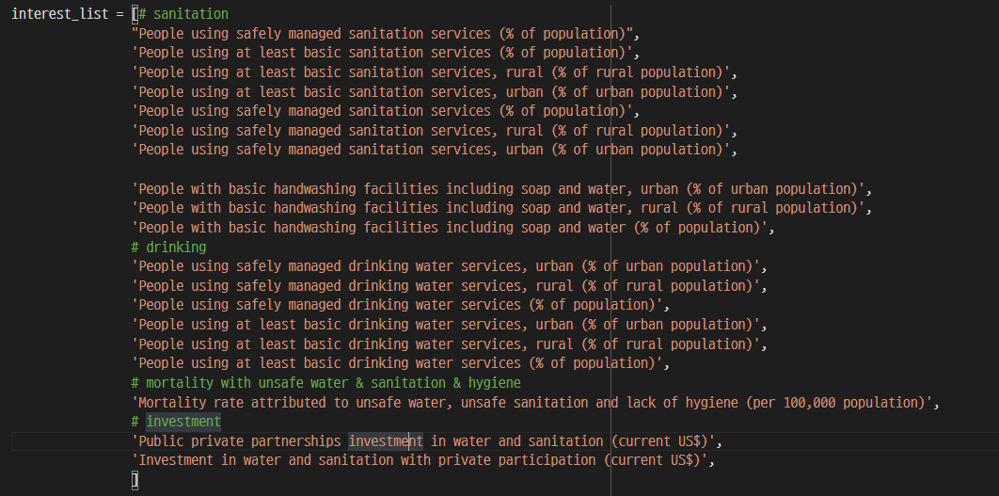 interest_list = [# sanitation
"People using safely managed sanitation services (% of population)",
'People using at least basic sanitation services (% of population)',
'People using at least basic sanitation services, rural (% of rural population)',
'People using at least basic sanitation services, urban (% of urban population)',
'People using safely managed sanitation services (% of population)',
'People using safely managed sanitation services, rural (% of rural population)',
'People using safely managed sanitation services, urban (% of urban population)',
'People with basic handwashing facilities including soap and water, urban (% of urban population)',
'People with basic handwashing facilities including soap and water, rural (% of rural population)',
'People with basic handwashing facilities including soap and water (% of population)',
# drinking
'People using safely managed drinking water services, urban (% of urban population)',
'People using safely managed drinking water services, rural (% of rural population)',
'People using safely managed drinking water services (% of population)',
'People using at least basic drinking water services, urban (% of urban population)',
'People using at least basic drinking water services, rural (% of rural population)',
'People using at least basic drinking water services (% of population)',
# mortality with unsafe water & sanitation & hygiene
'Mortality rate attributed to unsafe water, unsafe sanitation and lack of hygiene (per 100,000 population)',
# investment
'Public private partnerships investment in water and sanitation (current US$)',
'Investment in water and sanitation with private participation (current US$)',
]